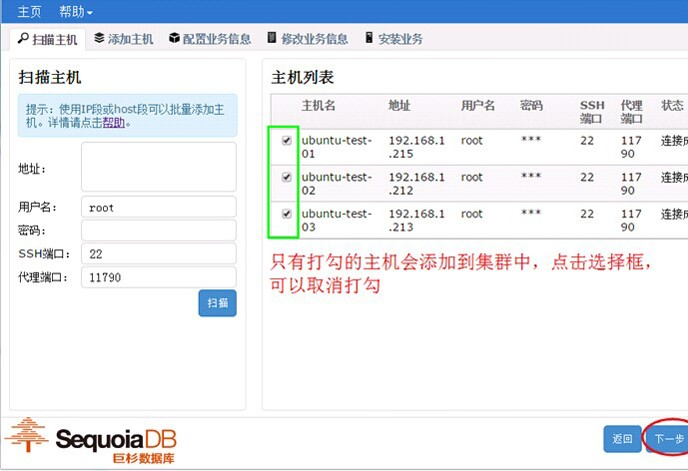 主页 帮助
扫描主机 添加主机 配置业务信息 修改业务信息 安装业务
扫描主机
提示：使用IP段或host段可以批量添加主
机。详情请点击帮助。
地址：
用户名： root
密码：
SSH端口： 22
代理端口： 11790
扫描
主机列表
主机名 地址 用户名 密码 SSH 代理 状态
端口 端口
ubuntu-test- 192.168.1 root *** 22 117 连接成
01 .215 90
ubuntu-test- 192.168.1 root *** 22 117 连接成
02 .212 90
ubuntu-test- 192.168.1 root *** 22 117 连接成
03 .213 90
只有打勾的主机会添加到集群中，点击选择框，
可以取消打勾
SequoiaDB
巨杉数据库
返回 下一步